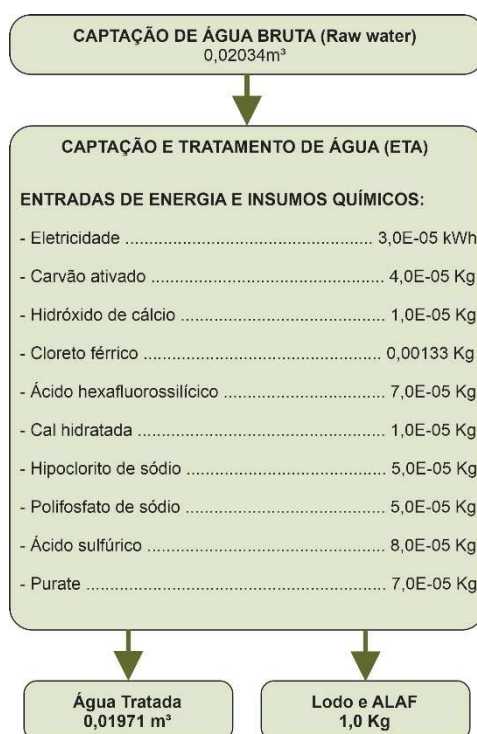 CAPTAÇÃO DE ÁGUA BRUTA (Raw water)
0,02034m³
CAPTAÇÃO E TRATAMENTO DE ÁGUA (ETA)
ENTRADAS DE ENERGIA E INSUMOS QUÍMICOS:
- Eletricidade ........................................................ 3,0E-05 kWh
- Carvão ativado ..................................................... 4,0E-05 Kg
- Hidróxido de cálcio ................................................ 1,0E-05 Kg
- Cloreto férrico ..................................................... 0,00133 Kg
- Ácido hexafluorossilícico ..................................... 7,0E-05 Kg
- Cal hidratada ....................................................... 1,0E-05 Kg
- Hipoclorito de sódio .............................................. 5,0E-05 Kg
- Polifosfato de sódio .............................................. 5,0E-05 Kg
- Ácido sulfúrico ...................................................... 8,0E-05 Kg
- Purate ................................................................... 7,0E-05 Kg
Água Tratada
0,01971 m³
Lodo e ALAF
1,0 Kg